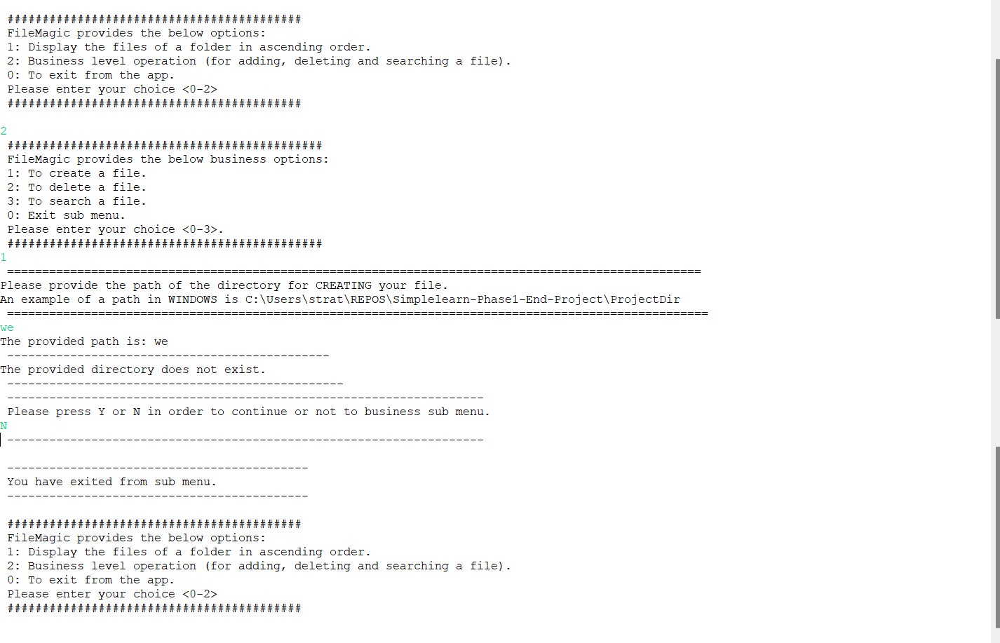 ##########################################
FileMagic provides the below options:
1: Display the files of a folder in ascending order.
2: Business level operation (for adding, deleting and searching a file).
0: To exit from the app.
Please enter your choice <0-2>
##########################################
2
#############################################
FileMagic provides the below business options:
1: To create a file.
2: To delete a file.
3: To search a file.
0: Exit sub menu.
Please enter your choice <0-3>.
#############################################
1
===================================================================================================
Please provide the path of the directory for CREATING your file.
An example of a path in WINDOWS is C:\Users\strat\REPOS\Simplelearn-Phase1-End-Project\ProjectDir
====================================================================================================
we
The provided path is: we
----------------------------------------------
The provided directory does not exist.
------------------------------------------------
--------------------------------------------------------------------
Please press Y or N in order to continue or not to business sub menu.
N
--------------------------------------------------------------------
-------------------------------------------
You have exited from sub menu.
-------------------------------------------
##########################################
FileMagic provides the below options:
1: Display the files of a folder in ascending order.
2: Business level operation (for adding, deleting and searching a file).
0: To exit from the app.
Please enter your choice <0-2>
##########################################